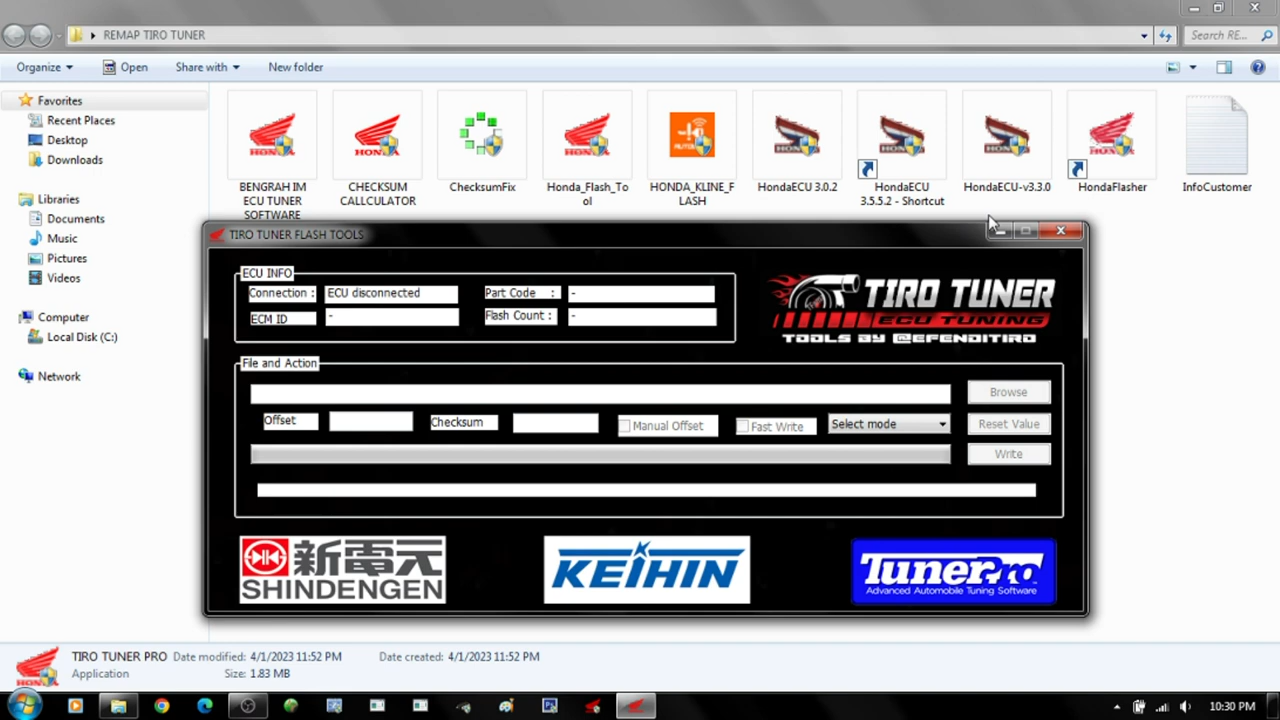 REMAP TIRO TUNER
Search RE...
Organize
Open
Share with
New folder
Favorites
Recent Places
Desktop
Downloads
Libraries
Documents
Music
Pictures
Videos
Computer
Local Disk (C:)
Network
BENGRAH IM
ECU TUNER
SOFTWARE
CHECKSUM
CALLCULATOR
ChecksumFix
Honda_Flash_To
ol
HONDA_KLINE_F
LASH
HondaECU 3.0.2
HondaECU
3.5.5.2 - Shortcut
HondaECU-v3.3.0
HondaFlasher
InfoCustomer
TIRO TUNER FLASH TOOLS
ECU INFO
Connection :
ECU disconnected
Part Code :
-
ECM ID
-
Flash Count :
-
TIRO TUNER
ECU TUNING
TOOLS BY @EFENDITIRO
File and Action
Browse
Offset
Checksum
Manual Offset
Fast Write
Select mode
Reset Value
Write
新電元
SHINDENGEN
KEIHIN
TunerPro
Advanced Automobile Tuning Software
TIRO TUNER PRO
Date modified: 4/1/2023 11:52 PM
Date created: 4/1/2023 11:52 PM
Application
Size: 1.83 MB
10:30 PM